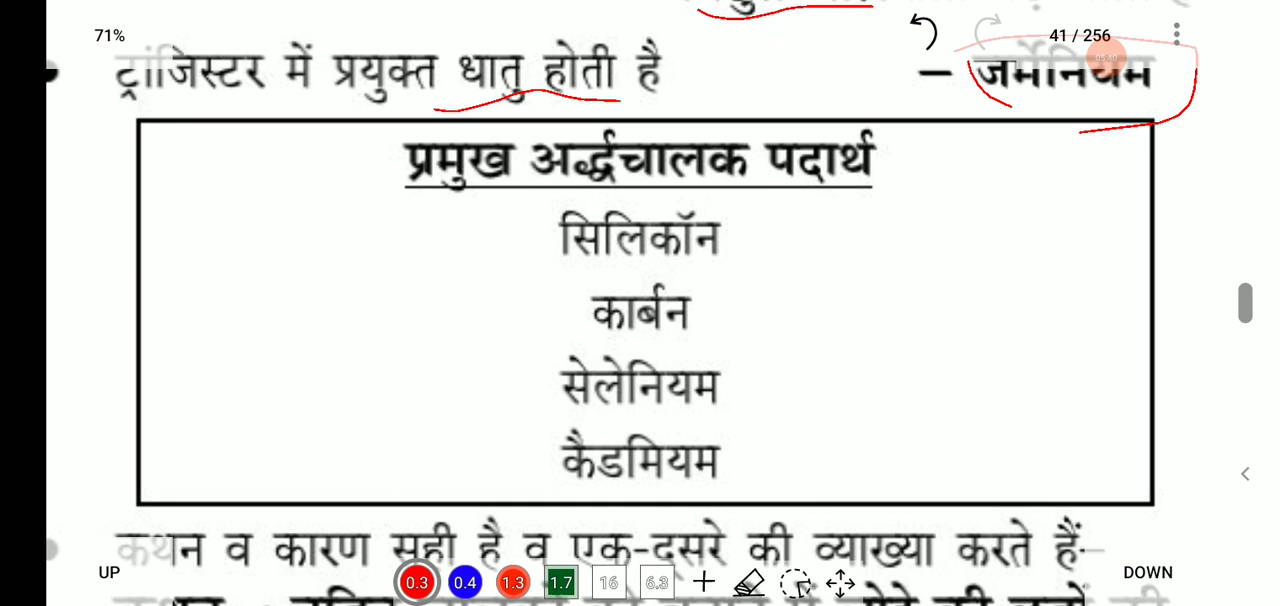 71%
41 / 256
ट्रांजिस्टर में प्रयुक्त धातु होती है – जर्मेनियम
प्रमुख अर्द्धचालक पदार्थ
सिलिकॉन
कार्बन
सेलेनियम
कैडमियम
कथन व कारण सही है व एक-दूसरे की व्याख्या करते हैं-
UP
0.3 0.4 1.3 1.7 16 6.3
DOWN